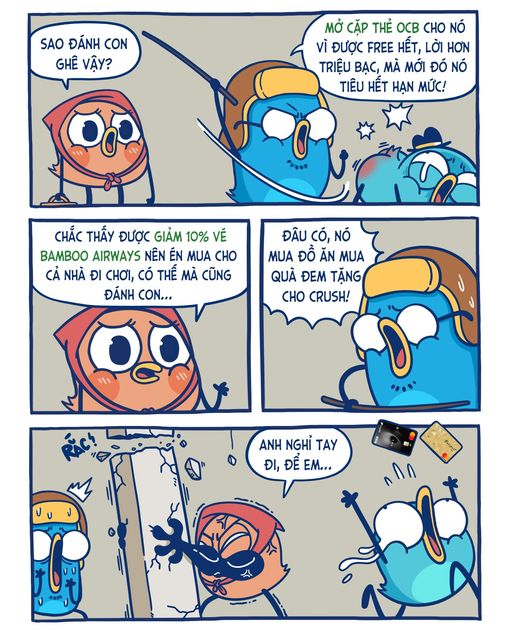 SAO ĐÁNH CON
GHÊ VẬY?
MỞ CẶP THẺ OCB CHO NÓ
VÌ ĐƯỢC FREE HẾT, LỜI HƠN
TRIỆU BẠC, MÀ MỚI ĐÓ NÓ
TIÊU HẾT HẠN MỨC!
CHẮC THẤY ĐƯỢC GIẢM 10% VÉ
BAMBOO AIRWAYS NÊN ÉN MUA CHO
CẢ NHÀ ĐI CHƠI, CÓ THẾ MÀ CŨNG
ĐÁNH CON...
ĐÂU CÓ, NÓ
MUA ĐỒ ĂN MUA
QUÀ ĐEM TẶNG
CHO CRUSH!
RẮC!
ANH NGHỈ TAY
ĐI, ĐỂ EM...